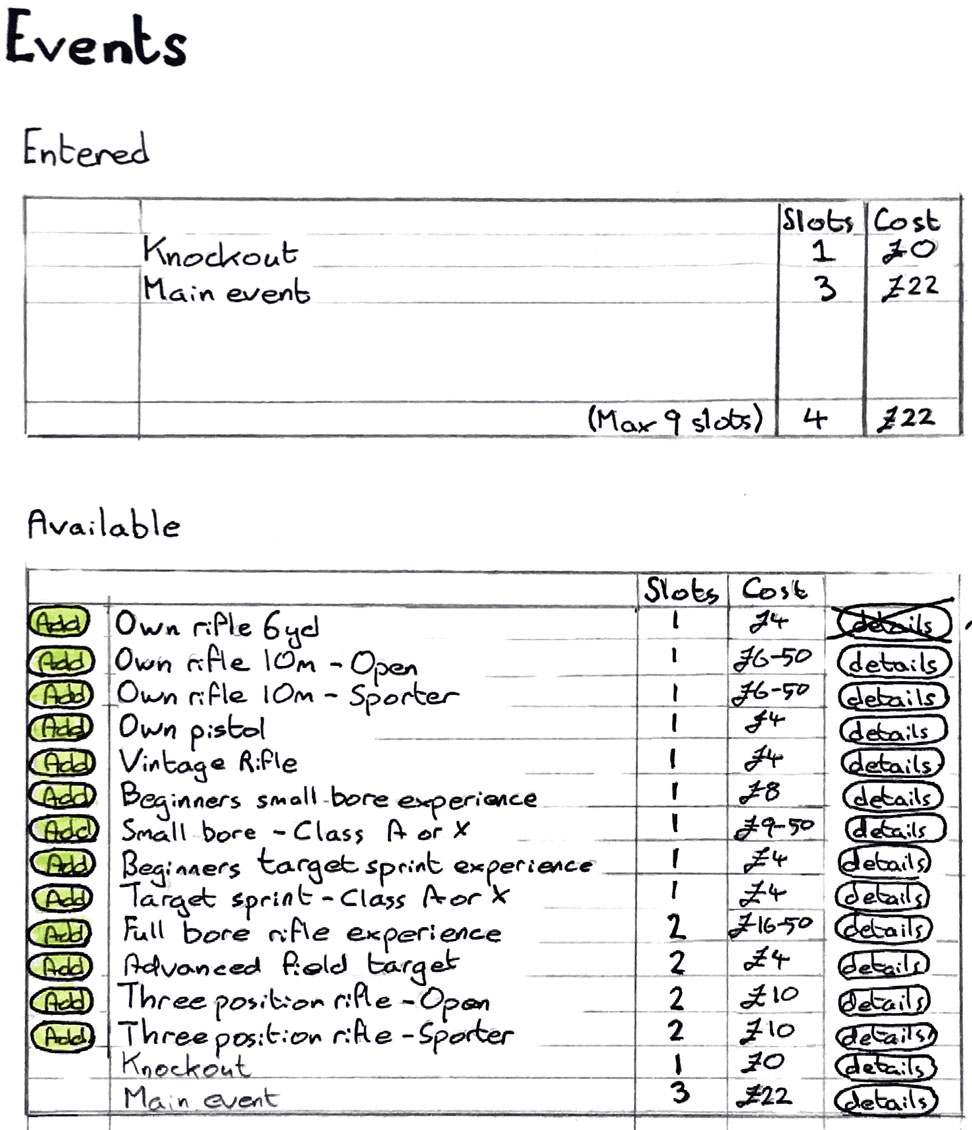 Events
Entered
Slots Cost
Knockout 1 £0
Main event 3 £22
(Max 9 slots) 4 £22
Available
Slots Cost
Add Own rifle 6yd 1 £4 details
Add Own rifle 10m - Open 1 £6-50 details
Add Own rifle 10m - Sporter 1 £6-50 details
Add Own pistol 1 £4 details
Add Vintage Rifle 1 £4 details
Add Beginners small bore experience 1 £8 details
Add Small bore - Class A or X 1 £9-50 details
Add Beginners target sprint experience 1 £4 details
Add Target sprint - Class A or X 1 £4 details
Add Full bore rifle experience 2 £16-50 details
Add Advanced field target 2 £4 details
Add Three position rifle - Open 2 £10 details
Add Three position rifle - Sporter 2 £10 details
Knockout 1 £0 details
Main event 3 £22 details